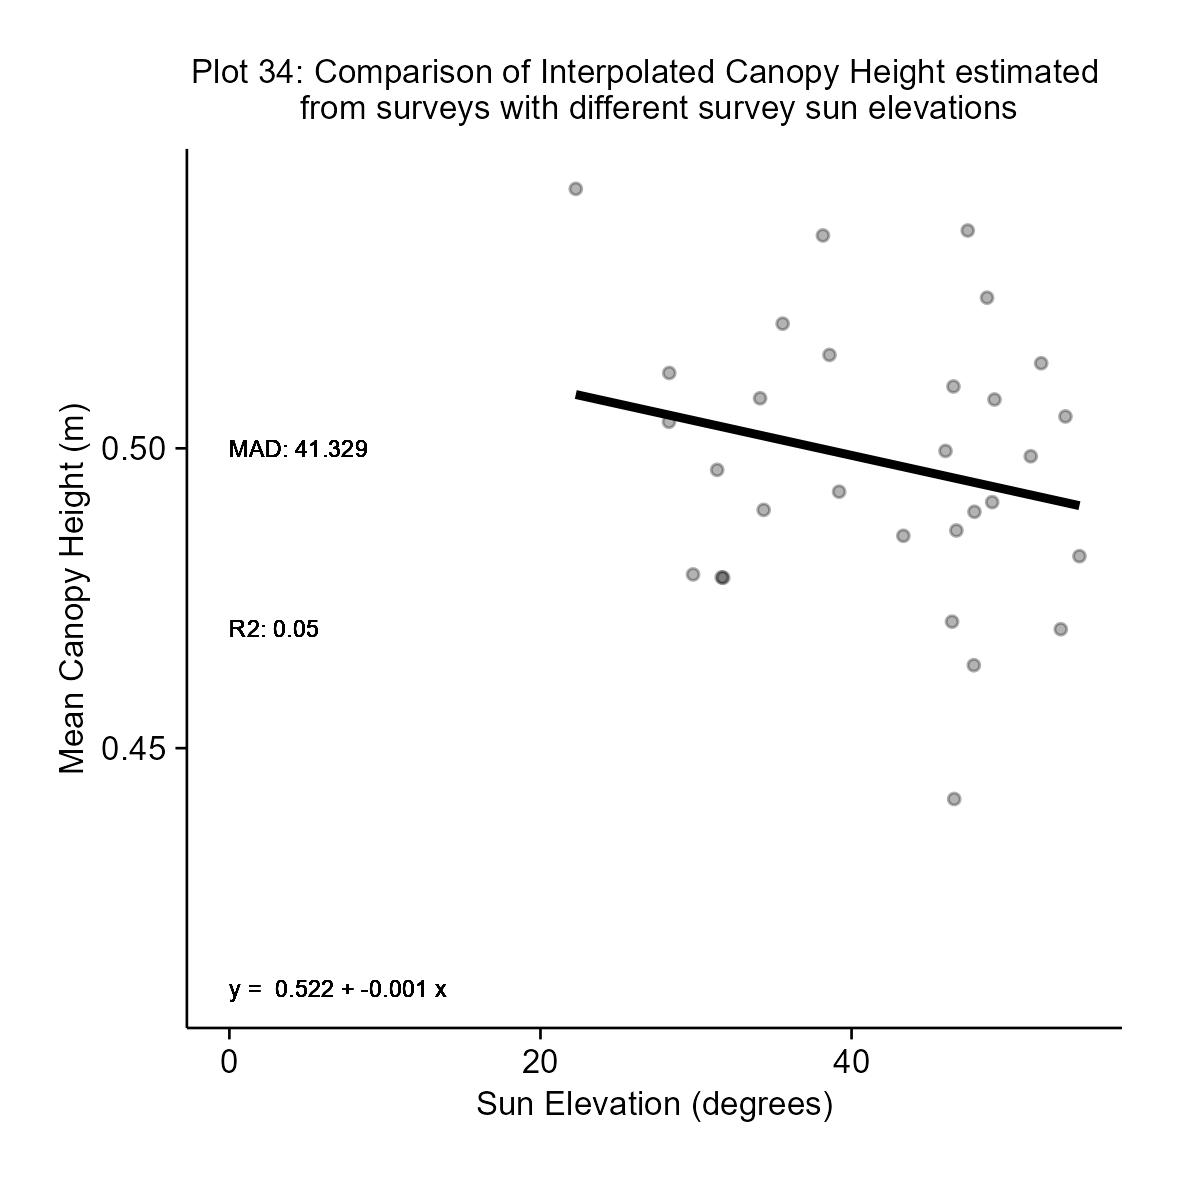 Plot 34: Comparison of Interpolated Canopy Height estimated
from surveys with different survey sun elevations
Mean Canopy Height (m)
0.50
0.45
MAD: 41.329
R2: 0.05
y =  0.522 + -0.001 x
0
20
40
Sun Elevation (degrees)